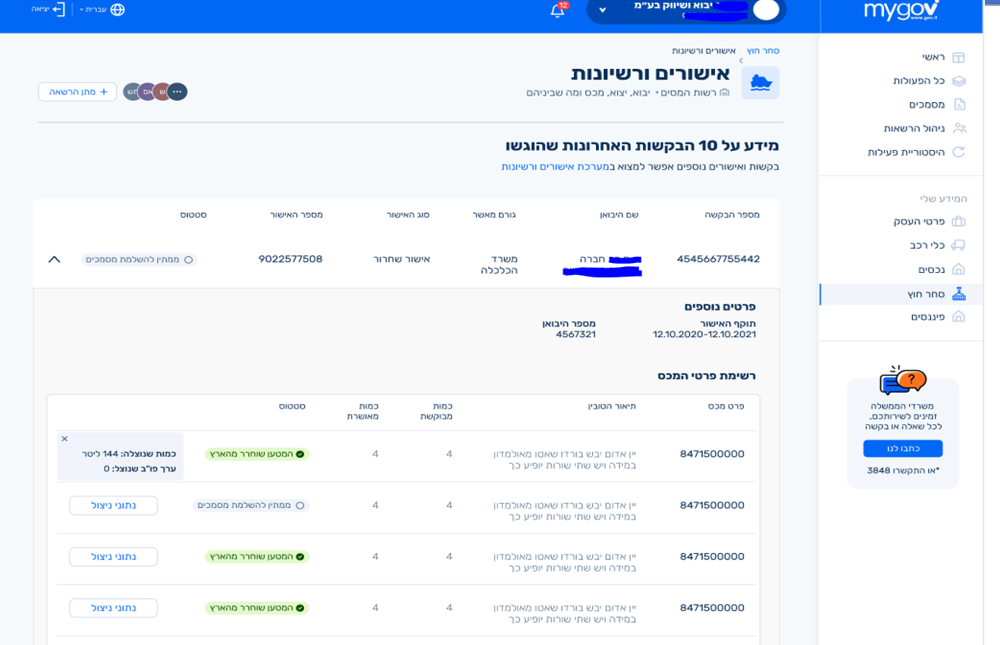 mygov
www.gov.il
יבוא ושיווק בע"מ
12
עברית
יציאה
ראשי
כל הפעולות
מסמכים
ניהול הרשאות
היסטוריית פעילות
המידע שלי
פרטי העסק
כלי רכב
נכסים
סחר חוץ
פיננסים
?
משרדי הממשלה
זמינים לשירותכם,
לכל שאלה או בקשה
כתבו לנו
*או התקשרו 3848
סחר חוץ > אישורים ורשיונות
אישורים ורשיונות
רשות המסים • יבוא, יצוא, מכס ומה שביניהם
... ש אם תש
+ מתן הרשאה
מידע על 10 הבקשות האחרונות שהוגשו
בקשות ואישורים נוספים אפשר למצוא במערכת אישורים ורשיונות
מספר הבקשה שם היבואן גורם מאשר סוג האישור מספר האישור סטטוס
4545667755442 חברה משרד הכלכלה אישור שחרור 9022577508 ממתין להשלמת מסמכים
פרטים נוספים
תוקף האישור מספר היבואן
12.10.2020-12.10.2021 4567321
רשימת פרטי המכס
פרט מכס תיאור הטובין כמות מבוקשת כמות מאושרת סטטוס
8471500000 יין אדום יבש בורדו שאטו מאולמדון 4 4 המטען שוחרר מהארץ
במידה ויש שתי שורות יופיע כך
×
כמות שנוצלה: 144 ליטר
ערך פו"ב שנוצל: 0
8471500000 יין אדום יבש בורדו שאטו מאולמדון 4 4 ממתין להשלמת מסמכים נתוני ניצול
במידה ויש שתי שורות יופיע כך
8471500000 יין אדום יבש בורדו שאטו מאולמדון 4 4 המטען שוחרר מהארץ נתוני ניצול
במידה ויש שתי שורות יופיע כך
8471500000 יין אדום יבש בורדו שאטו מאולמדון 4 4 המטען שוחרר מהארץ נתוני ניצול
במידה ויש שתי שורות יופיע כך